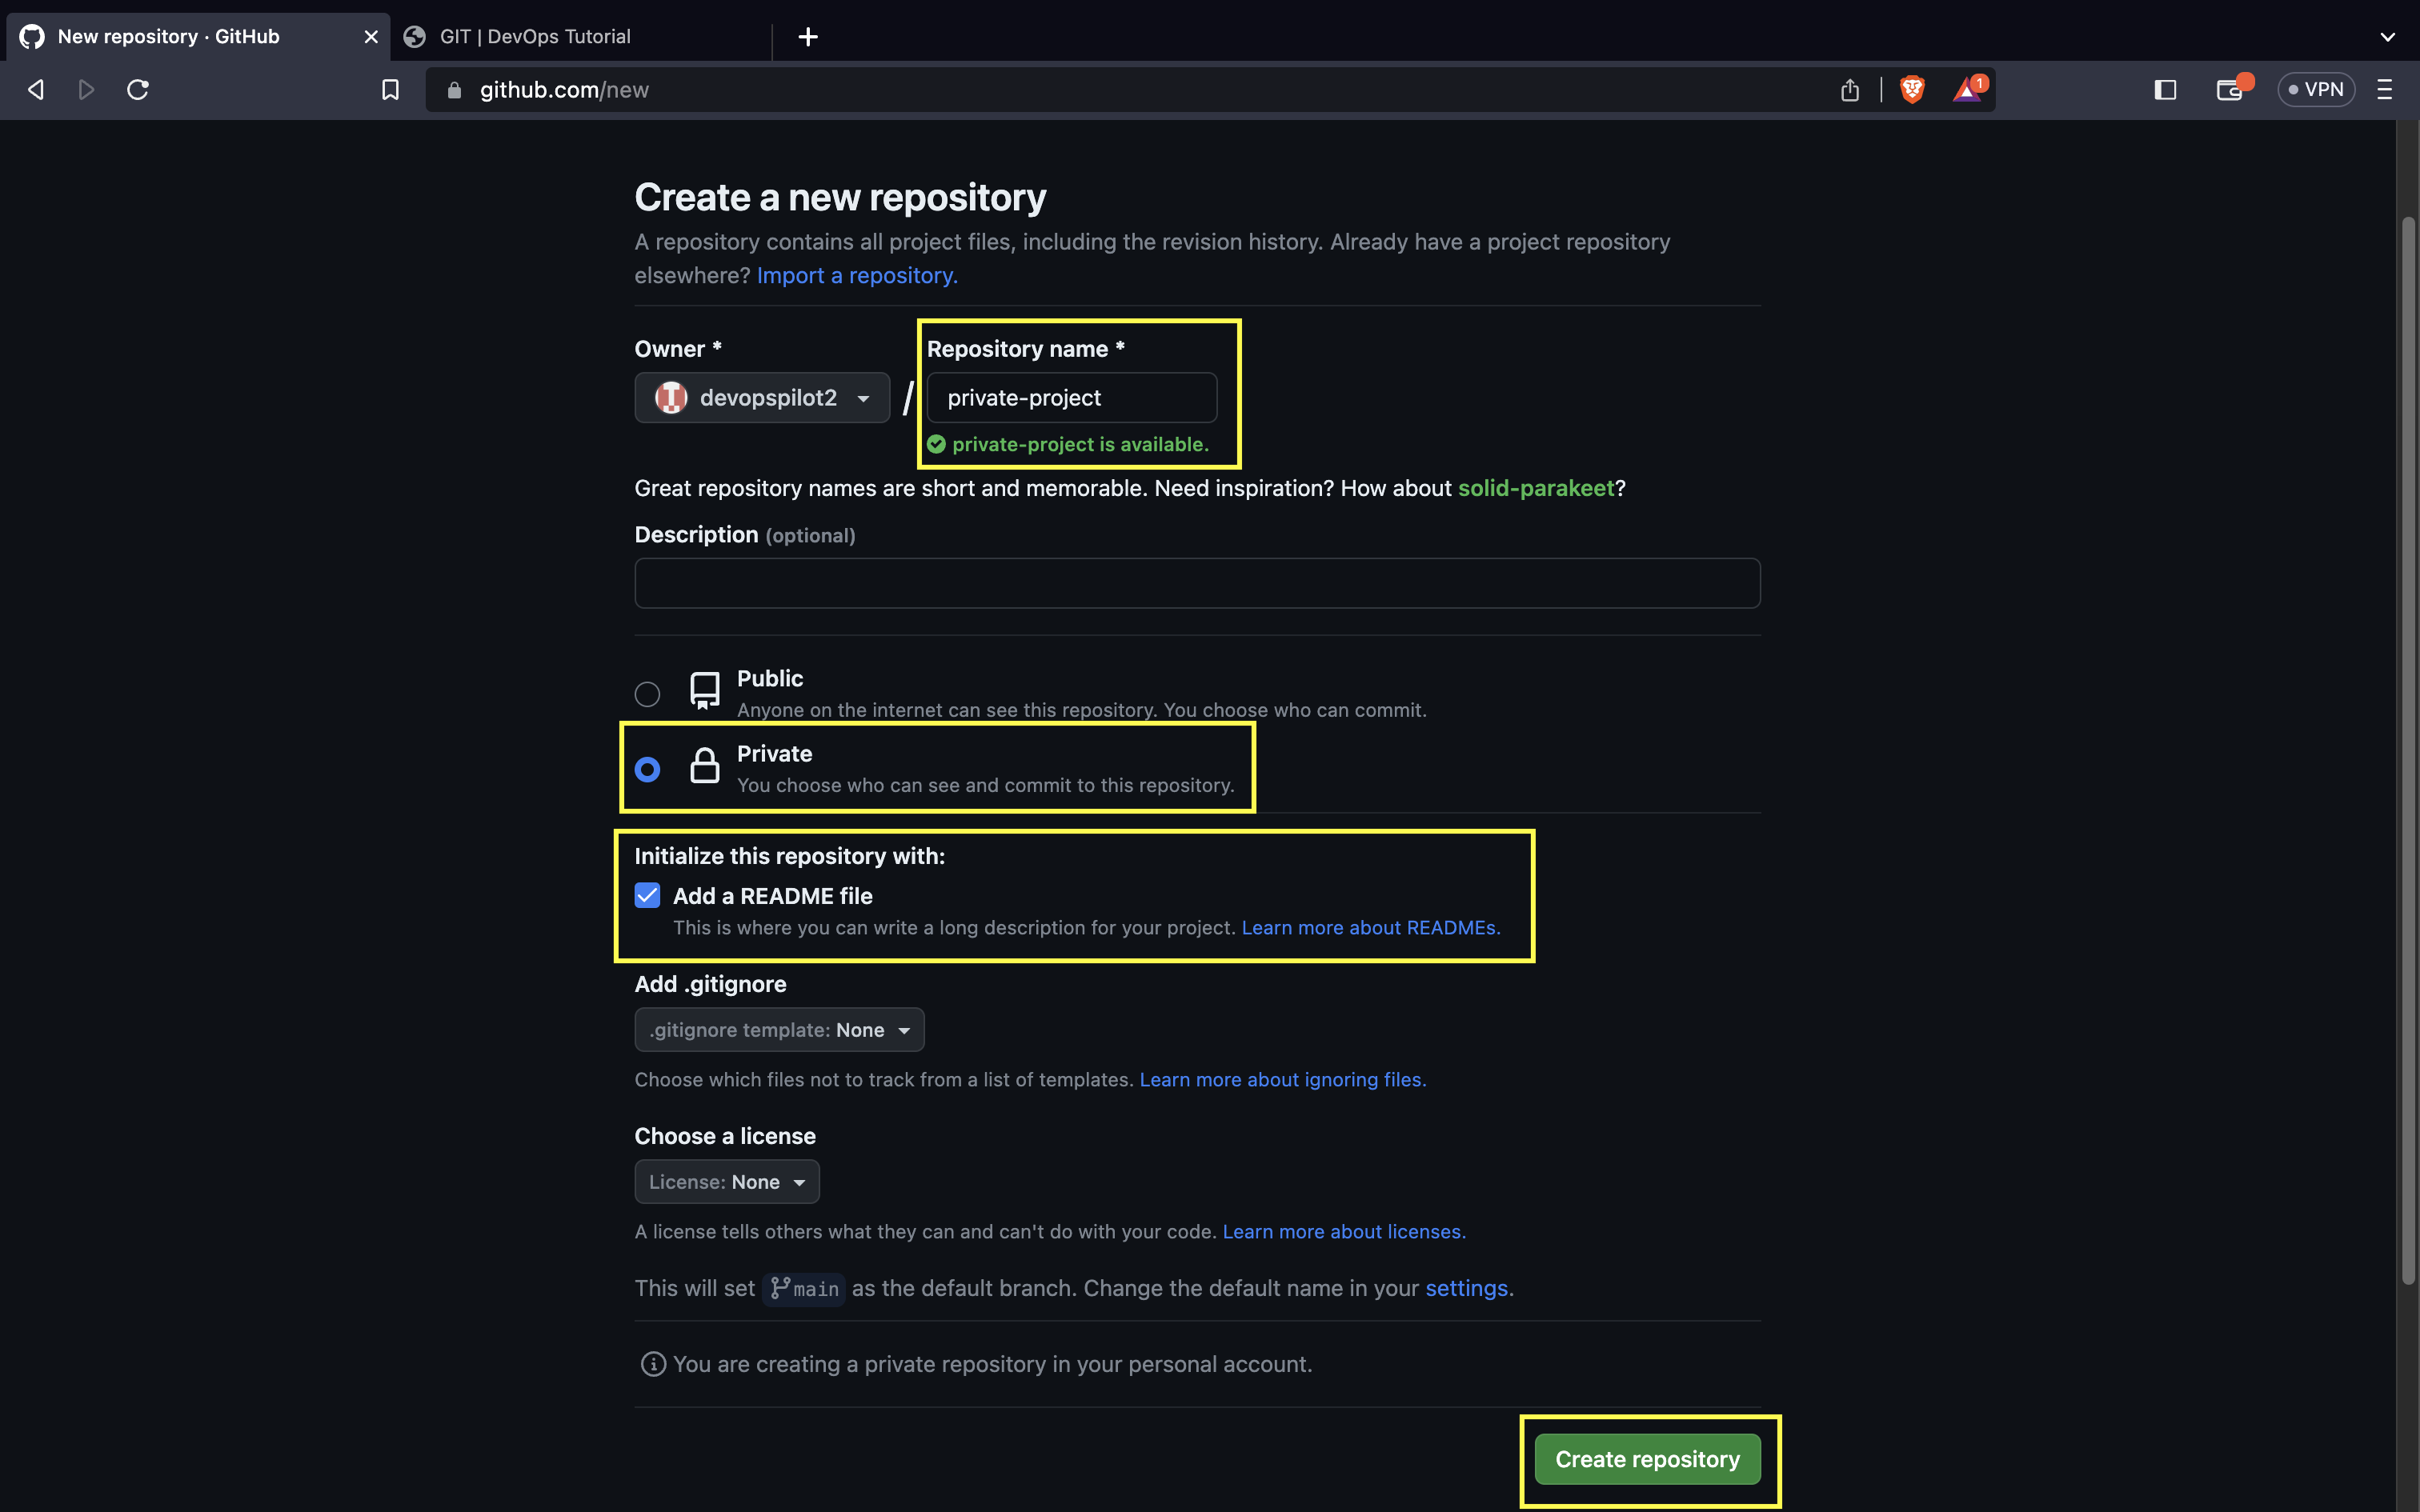 New repository · GitHub
GIT | DevOps Tutorial
github.com/new
1
VPN
Create a new repository
A repository contains all project files, including the revision history. Already have a project repository
elsewhere? Import a repository.
Owner *
Repository name *
devopspilot2
/
private-project
private-project is available.
Great repository names are short and memorable. Need inspiration? How about solid-parakeet?
Description (optional)
Public
Anyone on the internet can see this repository. You choose who can commit.
Private
You choose who can see and commit to this repository.
Initialize this repository with:
Add a README file
This is where you can write a long description for your project. Learn more about READMEs.
Add .gitignore
.gitignore template: None
Choose which files not to track from a list of templates. Learn more about ignoring files.
Choose a license
License: None
A license tells others what they can and can't do with your code. Learn more about licenses.
This will set main as the default branch. Change the default name in your settings.
You are creating a private repository in your personal account.
Create repository